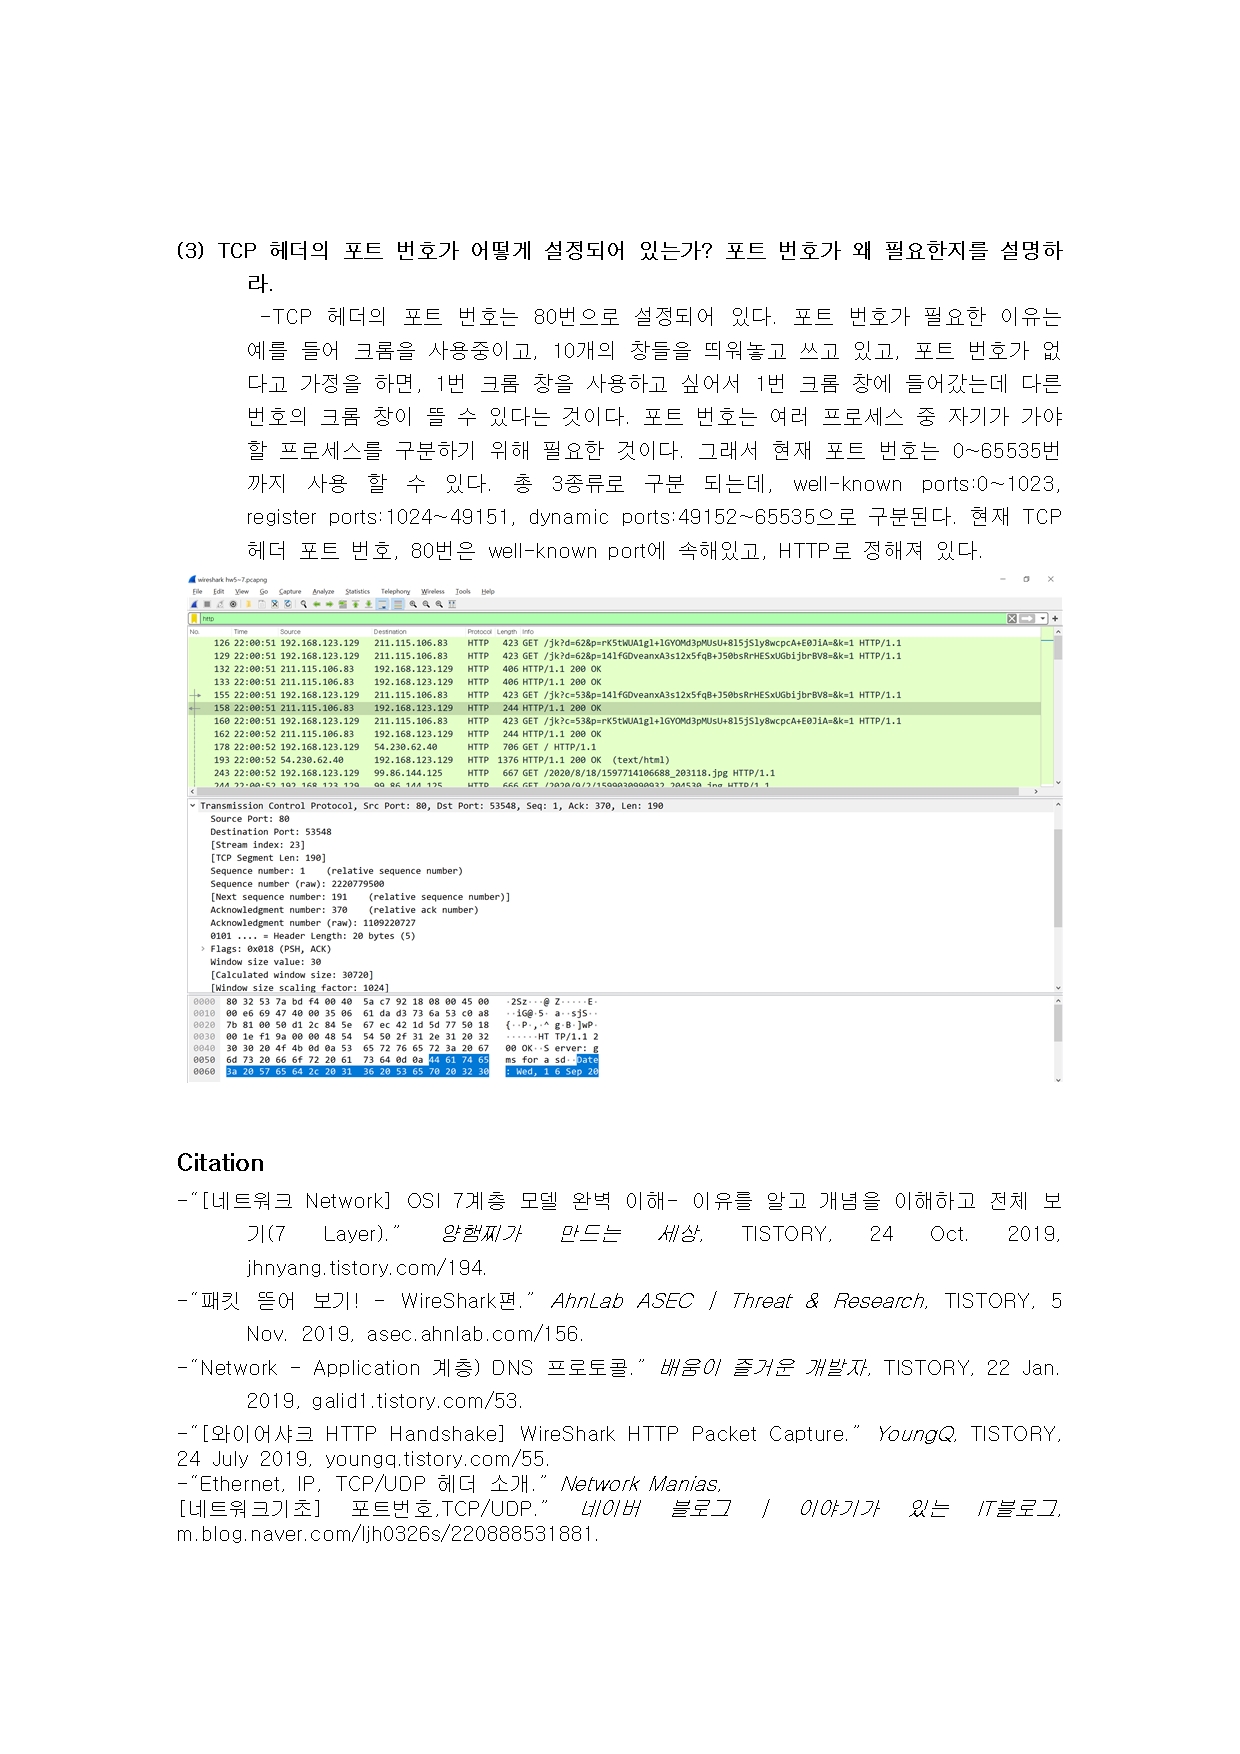 (3) TCP 헤더의 포트 번호가 어떻게 설정되어 있는가? 포트 번호가 왜 필요한지를 설명하
라.
-TCP 헤더의 포트 번호는 80번으로 설정되어 있다. 포트 번호가 필요한 이유는
예를 들어 크롬을 사용중이고, 10개의 창들을 띄워놓고 쓰고 있고, 포트 번호가 없
다고 가정을 하면, 1번 크롬 창을 사용하고 싶어서 1번 크롬 창에 들어갔는데 다른
번호의 크롬 창이 뜰 수 있다는 것이다. 포트 번호는 여러 프로세스 중 자기가 가야
할 프로세스를 구분하기 위해 필요한 것이다. 그래서 현재 포트 번호는 0~65535번
까지 사용 할 수 있다. 총 3종류로 구분 되는데, well-known ports:0~1023,
register ports:1024~49151, dynamic ports:49152~65535으로 구분된다. 현재 TCP
헤더 포트 번호, 80번은 well-known port에 속해있고, HTTP로 정해져 있다.
wireshark hw5~7.pcapng
File Edit View Go Capture Analyze Statistics Telephony Wireless Tools Help
http
No. Time Source Destination Protocol Length Info
126 22:00:51 192.168.123.129 211.115.106.83 HTTP 423 GET /jk?d=62&p=rK5tWUA1gl+lGYOMd3pMUsU+8l5jSly8wcpcA+E0JiA=&k=1 HTTP/1.1
129 22:00:51 192.168.123.129 211.115.106.83 HTTP 423 GET /jk?d=62&p=14lfGDveanxA3s12x5fqB+J50bsRrHESxUGbijbrBV8=&k=1 HTTP/1.1
132 22:00:51 211.115.106.83 192.168.123.129 HTTP 406 HTTP/1.1 200 OK
133 22:00:51 211.115.106.83 192.168.123.129 HTTP 406 HTTP/1.1 200 OK
155 22:00:51 192.168.123.129 211.115.106.83 HTTP 423 GET /jk?c=53&p=14lfGDveanxA3s12x5fqB+J50bsRrHESxUGbijbrBV8=&k=1 HTTP/1.1
158 22:00:51 211.115.106.83 192.168.123.129 HTTP 244 HTTP/1.1 200 OK
160 22:00:51 192.168.123.129 211.115.106.83 HTTP 423 GET /jk?c=53&p=rK5tWUA1gl+lGYOMd3pMUsU+8l5jSly8wcpcA+E0JiA=&k=1 HTTP/1.1
162 22:00:52 211.115.106.83 192.168.123.129 HTTP 244 HTTP/1.1 200 OK
178 22:00:52 192.168.123.129 54.230.62.40 HTTP 706 GET / HTTP/1.1
193 22:00:52 54.230.62.40 192.168.123.129 HTTP 1376 HTTP/1.1 200 OK (text/html)
243 22:00:52 192.168.123.129 99.86.144.125 HTTP 667 GET /2020/8/18/1597714106688_203118.jpg HTTP/1.1
244 22:00:52 192.168.123.129 99.86.144.125 HTTP 666 GET /2020/9/2/1599030990932_204530.jpg HTTP/1.1
Transmission Control Protocol, Src Port: 80, Dst Port: 53548, Seq: 1, Ack: 370, Len: 190
Source Port: 80
Destination Port: 53548
[Stream index: 23]
[TCP Segment Len: 190]
Sequence number: 1 (relative sequence number)
Sequence number (raw): 2220779500
[Next sequence number: 191 (relative sequence number)]
Acknowledgment number: 370 (relative ack number)
Acknowledgment number (raw): 1109220727
0101 .... = Header Length: 20 bytes (5)
Flags: 0x018 (PSH, ACK)
Window size value: 30
[Calculated window size: 30720]
[Window size scaling factor: 1024]
0000 80 32 53 7a bd f4 00 40 5a c7 92 18 08 00 45 00 ·2Sz···@ Z·····E·
0010 00 e6 69 47 40 00 35 06 61 da d3 73 6a 53 c0 a8 ··iG@·5· a··sjS··
0020 7b 81 00 50 d1 2c 84 5e 67 ec 42 1d 5d 77 50 18 {··P·,·^ g·B·]wP·
0030 00 1e f1 9a 00 00 48 54 54 50 2f 31 2e 31 20 32 ······HT TP/1.1 2
0040 30 30 20 4f 4b 0d 0a 53 65 72 76 65 72 3a 20 67 00 OK··S erver: g
0050 6d 73 20 66 6f 72 20 61 73 64 0d 0a 44 61 74 65 ms for a sd··Date
0060 3a 20 57 65 64 2c 20 31 36 20 53 65 70 20 32 30 : Wed, 1 6 Sep 20
Citation
-“[네트워크 Network] OSI 7계층 모델 완벽 이해- 이유를 알고 개념을 이해하고 전체 보
기(7 Layer).” 양햄찌가 만드는 세상, TISTORY, 24 Oct. 2019,
jhnyang.tistory.com/194.
-“패킷 뜯어 보기! - WireShark편.” AhnLab ASEC | Threat & Research, TISTORY, 5
Nov. 2019, asec.ahnlab.com/156.
-“Network - Application 계층) DNS 프로토콜.” 배움이 즐거운 개발자, TISTORY, 22 Jan.
2019, galid1.tistory.com/53.
-“[와이어샤크 HTTP Handshake] WireShark HTTP Packet Capture.” YoungQ, TISTORY,
24 July 2019, youngq.tistory.com/55.
-“Ethernet, IP, TCP/UDP 헤더 소개.” Network Manias,
[네트워크기초] 포트번호,TCP/UDP.” 네이버 블로그 | 이야기가 있는 IT블로그,
m.blog.naver.com/ljh0326s/220888531881.